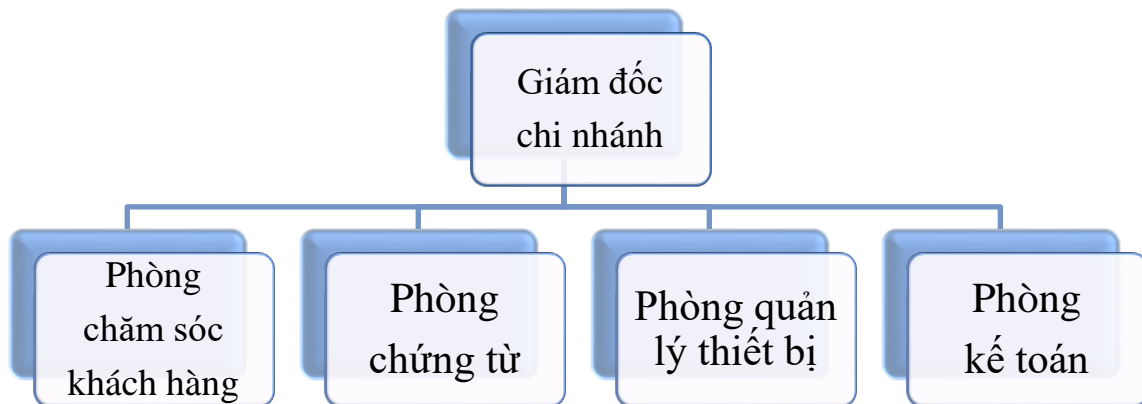 Giám đốc
chi nhánh
Phòng
chăm sóc
khách hàng
Phòng
chứng từ
Phòng quản
lý thiết bị
Phòng
kế toán